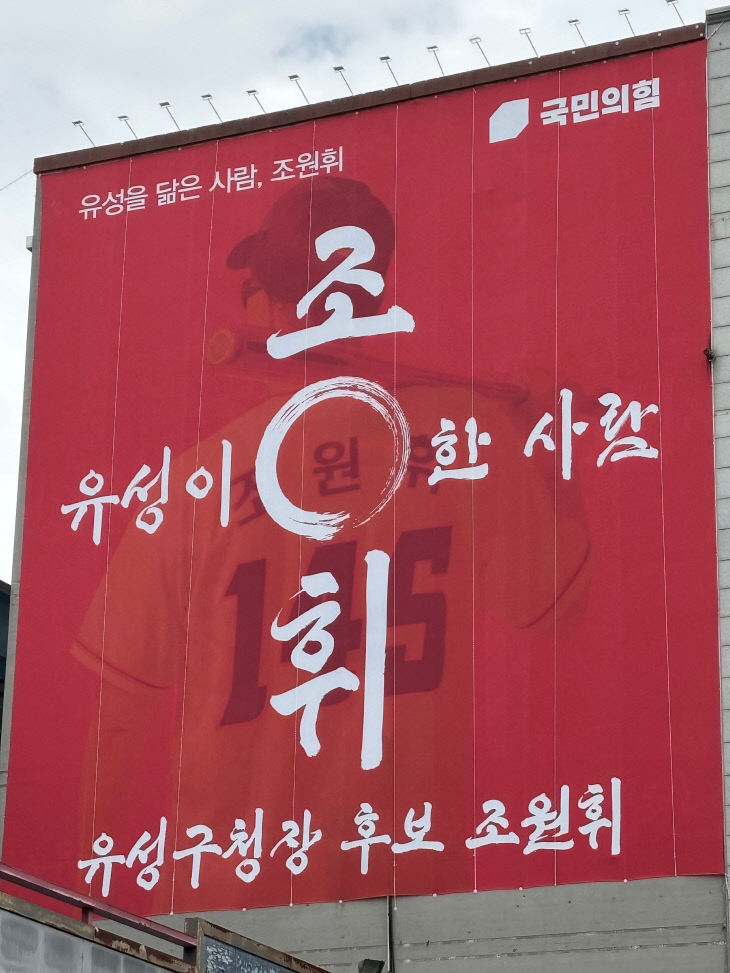 국민의힘
유성을 닮은 사람, 조원휘
조
유성이 ○한 사람
휘
조원휘
145
유성구청장 후보 조원휘